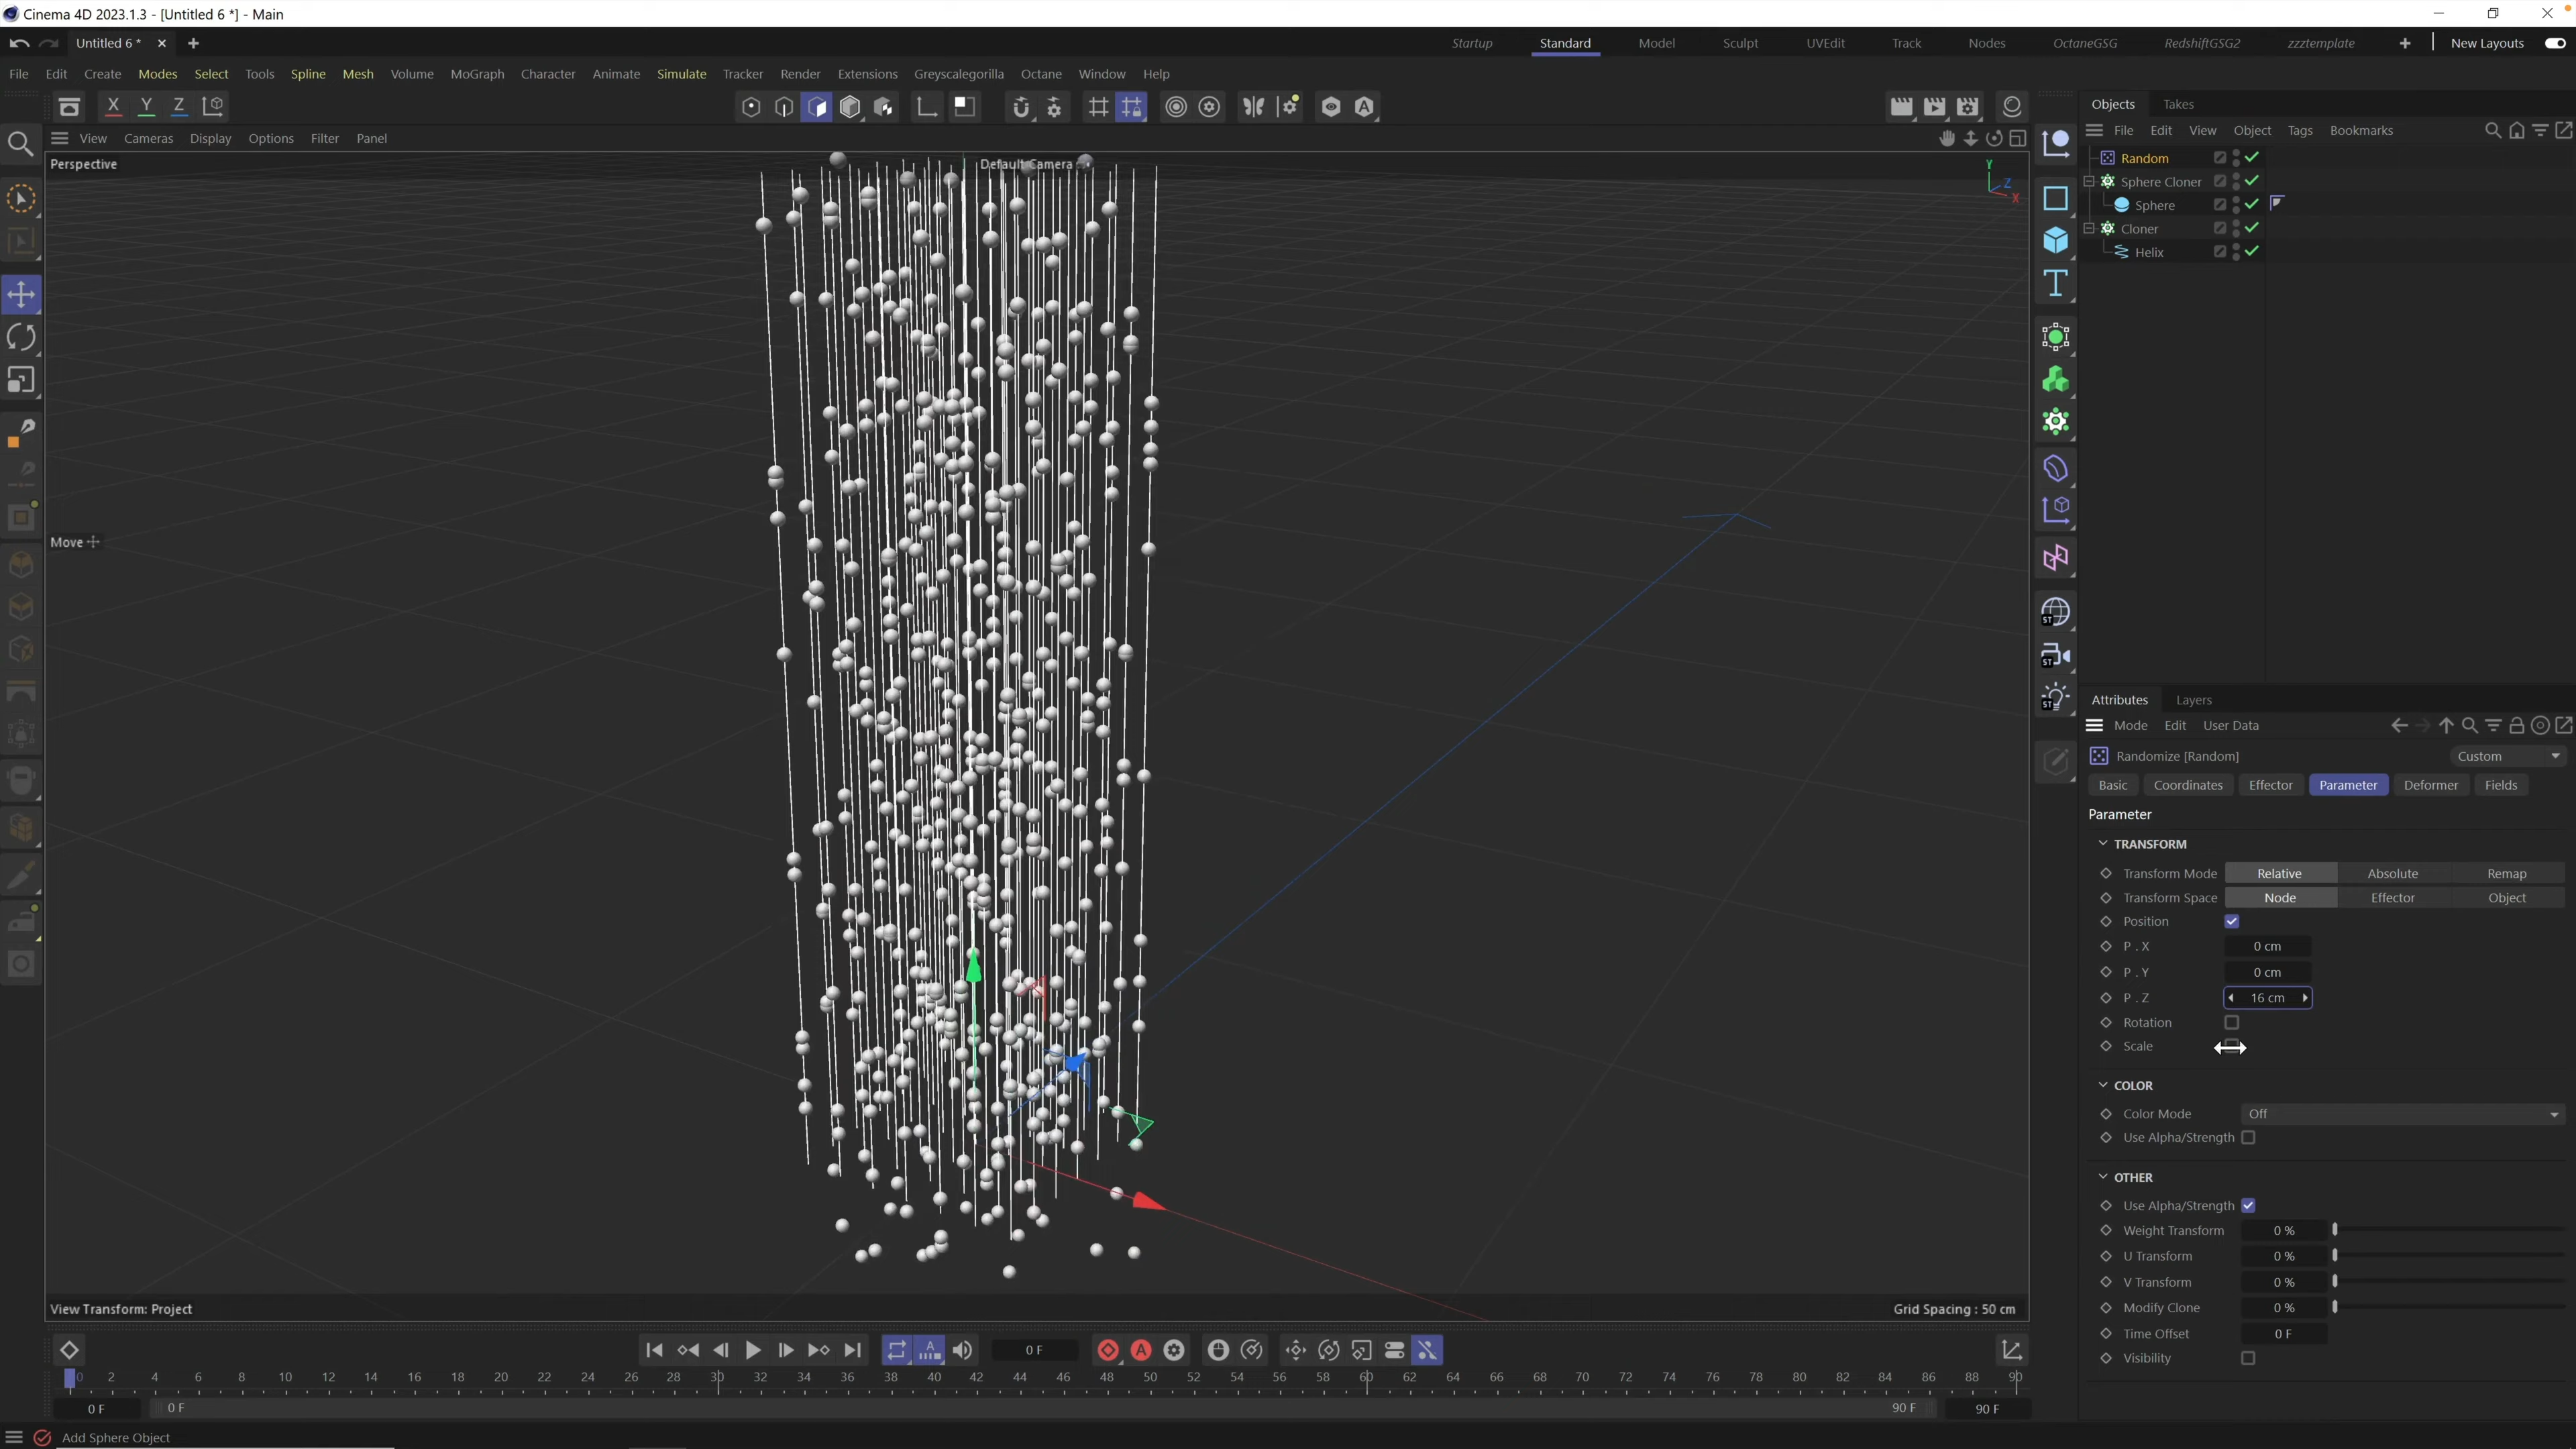 Cinema 4D 2023.1.3 - [Untitled 6 *] - Main
Untitled 6 *
Startup Standard Model Sculpt UVEdit Track Nodes OctaneGSG RedshiftGSG2 zzztemplate New Layouts
File Edit Create Modes Select Tools Spline Mesh Volume MoGraph Character Animate Simulate Tracker Render Extensions Greyscalegorilla Octane Window Help
X Y Z
Objects Takes
File Edit View Object Tags Bookmarks
View Cameras Display Options Filter Panel
Perspective
Default Camera
Y
Z
X
Random
Sphere Cloner
Sphere
Cloner
Helix
Move
ST
ST
ST
Attributes Layers
Mode Edit User Data
Randomize [Random]
Custom
Basic Coordinates Effector Parameter Deformer Fields
Parameter
TRANSFORM
Transform Mode Relative Absolute Remap
Transform Space Node Effector Object
Position
P . X 0 cm
P . Y 0 cm
P . Z 16 cm
Rotation
Scale
COLOR
Color Mode Off
Use Alpha/Strength
OTHER
Use Alpha/Strength
Weight Transform 0 %
U Transform 0 %
V Transform 0 %
Modify Clone 0 %
Time Offset 0 F
Visibility
View Transform: Project
Grid Spacing : 50 cm
0 F
0 2 4 6 8 10 12 14 16 18 20 22 24 26 28 30 32 34 36 38 40 42 44 46 48 50 52 54 56 58 60 62 64 66 68 70 72 74 76 78 80 82 84 86 88 90
0 F 0 F 90 F 90 F
Add Sphere Object